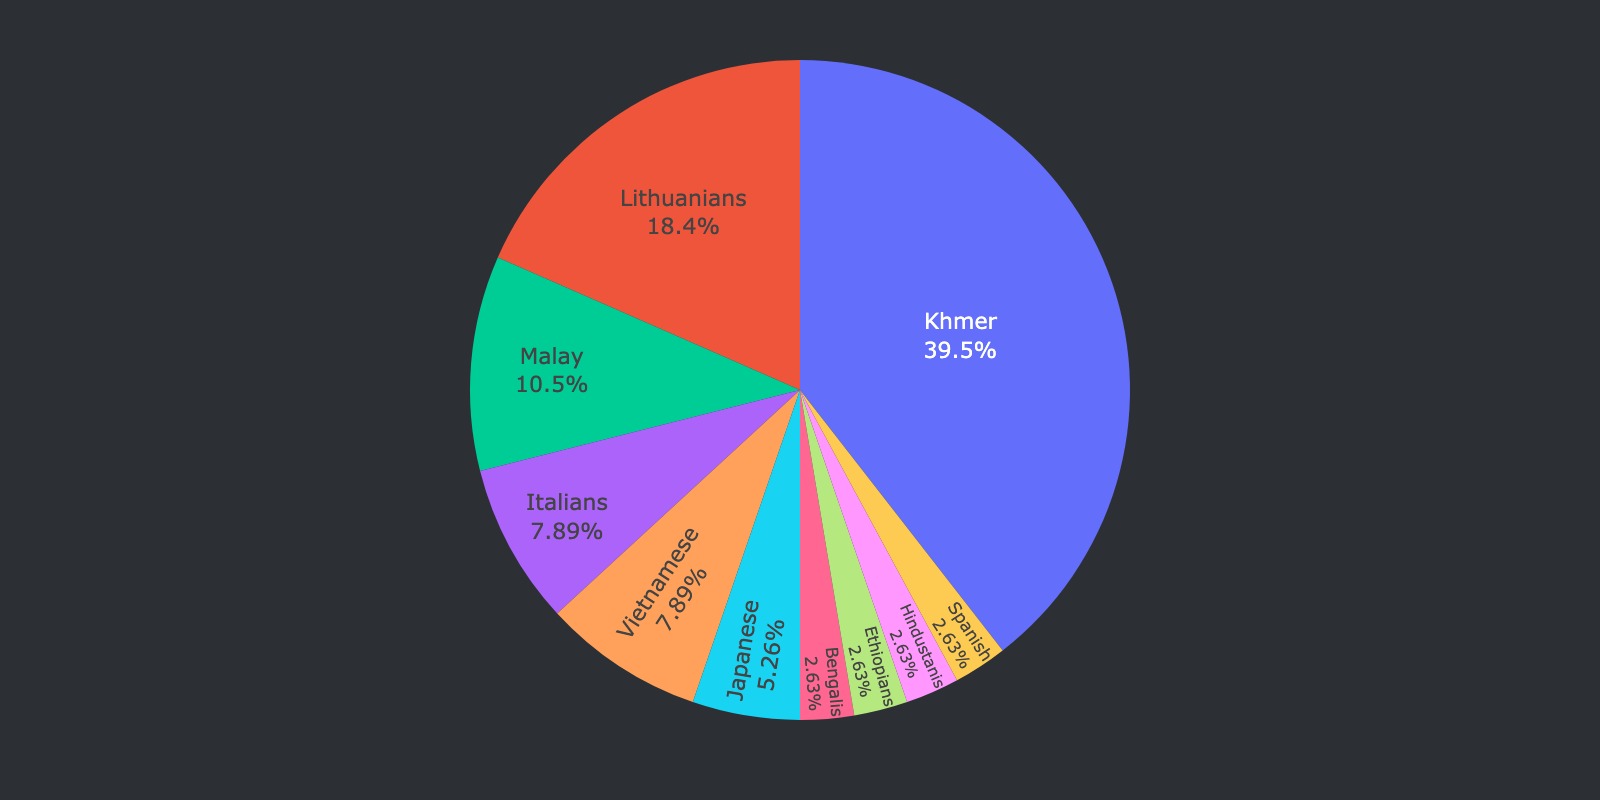 Lithuanians
18.4%
Khmer
39.5%
Malay
10.5%
Italians
7.89%
Vietnamese
7.89%
Japanese
5.26%
Bengalis
2.63%
Ethiopians
2.63%
Hindustanis
2.63%
Spanish
2.63%